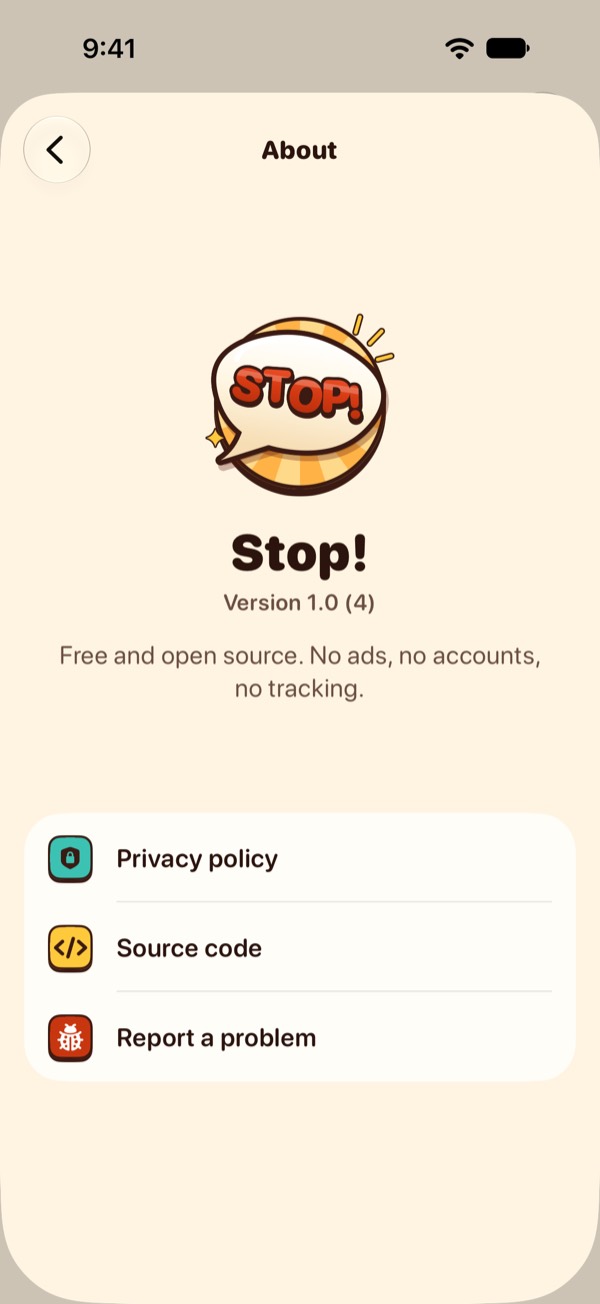 9:41
About
STOP!
Stop!
Version 1.0 (4)
Free and open source. No ads, no accounts,
no tracking.
Privacy policy
</> Source code
Report a problem